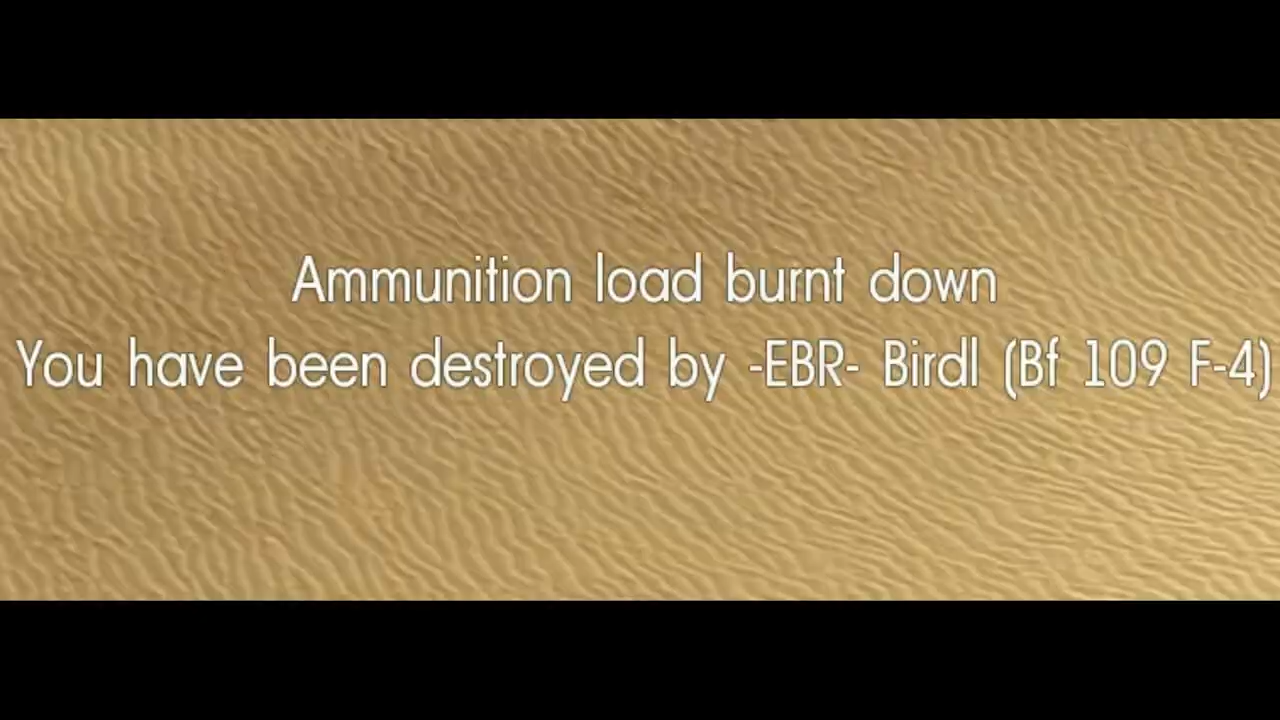 Ammunition load burnt down
You have been destroyed by -EBR- Birdl (Bf 109 F-4)